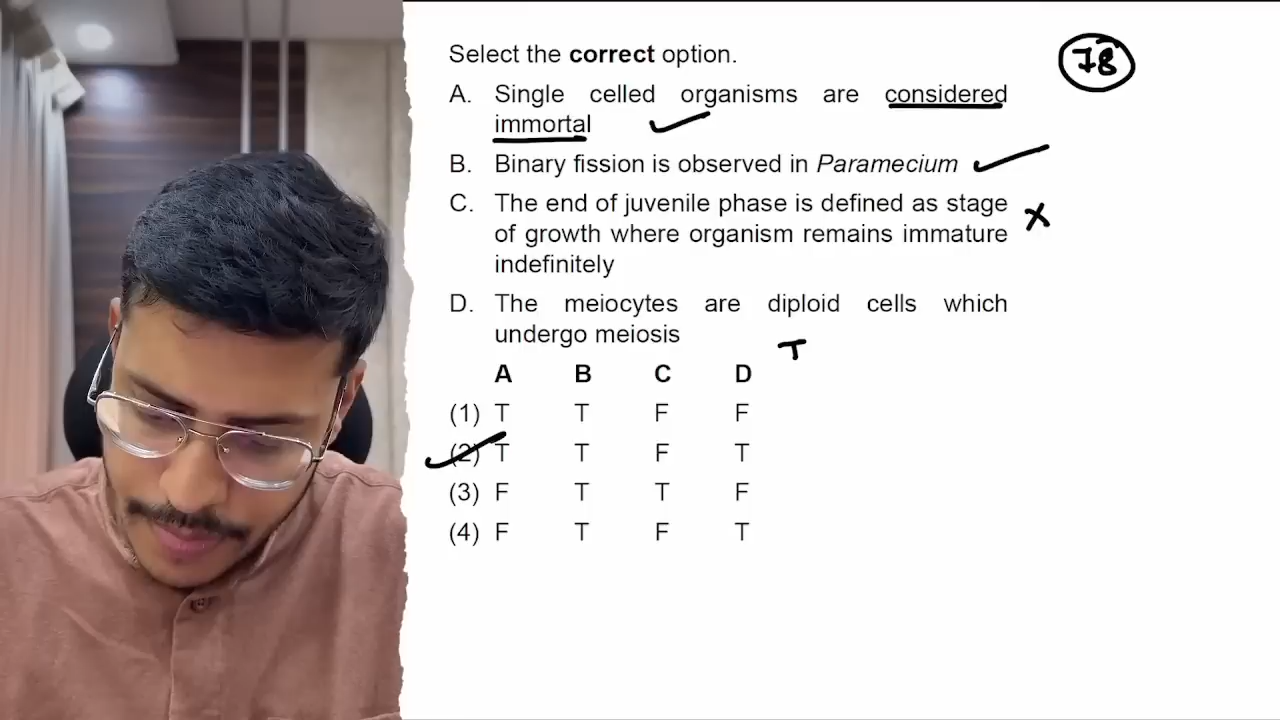 Select the correct option.
78
A. Single celled organisms are considered
immortal
B. Binary fission is observed in Paramecium
C. The end of juvenile phase is defined as stage
of growth where organism remains immature
indefinitely
D. The meiocytes are diploid cells which
undergo meiosis
T
A B C D
(1) T T F F
(2) T T F T
(3) F T T F
(4) F T F T